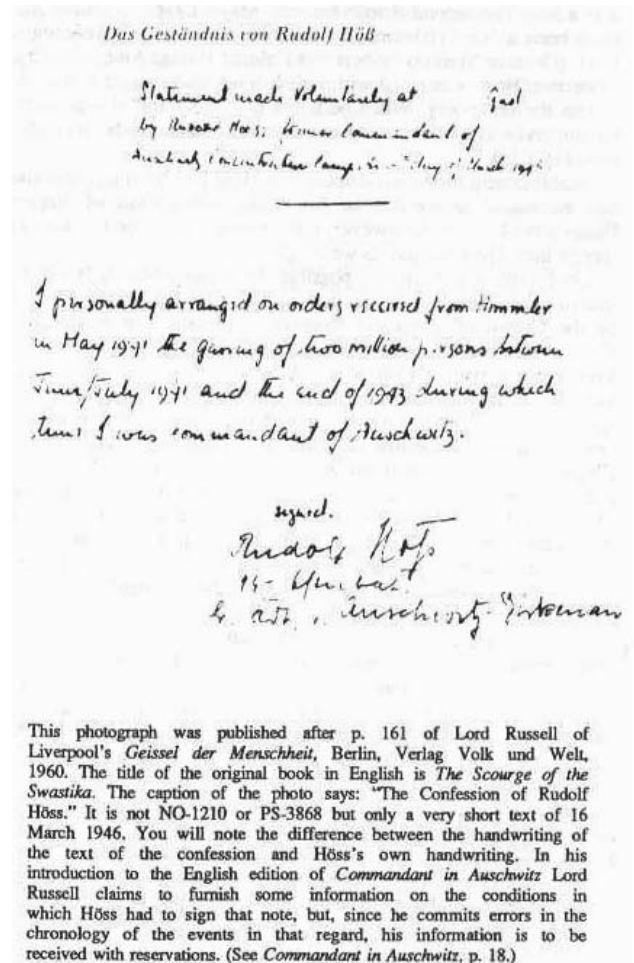 Das Geständnis von Rudolf Höß
Statement made voluntarily at Gaol
by Rudolf Hoess, former Commandant of
Auschwitz Concentration Camp, on day of March 1946
I personally arranged on orders received from Himmler
in May 1941 the gassing of two million persons between
June/July 1941 and the end of 1943 during which
time I was commandant of Auschwitz.
signed.
Rudolf Höß
Auschwitz
This photograph was published after p. 161 of Lord Russell of
Liverpool's Geissel der Menschheit, Berlin, Verlag Volk und Welt,
1960. The title of the original book in English is The Scourge of the
Swastika. The caption of the photo says: "The Confession of Rudolf
Höss." It is not NO-1210 or PS-3868 but only a very short text of 16
March 1946. You will note the difference between the handwriting of
the text of the confession and Höss's own handwriting. In his
introduction to the English edition of Commandant in Auschwitz Lord
Russell claims to furnish some information on the conditions in
which Höss had to sign that note, but, since he commits errors in the
chronology of the events in that regard, his information is to be
received with reservations. (See Commandant in Auschwitz, p. 18.)